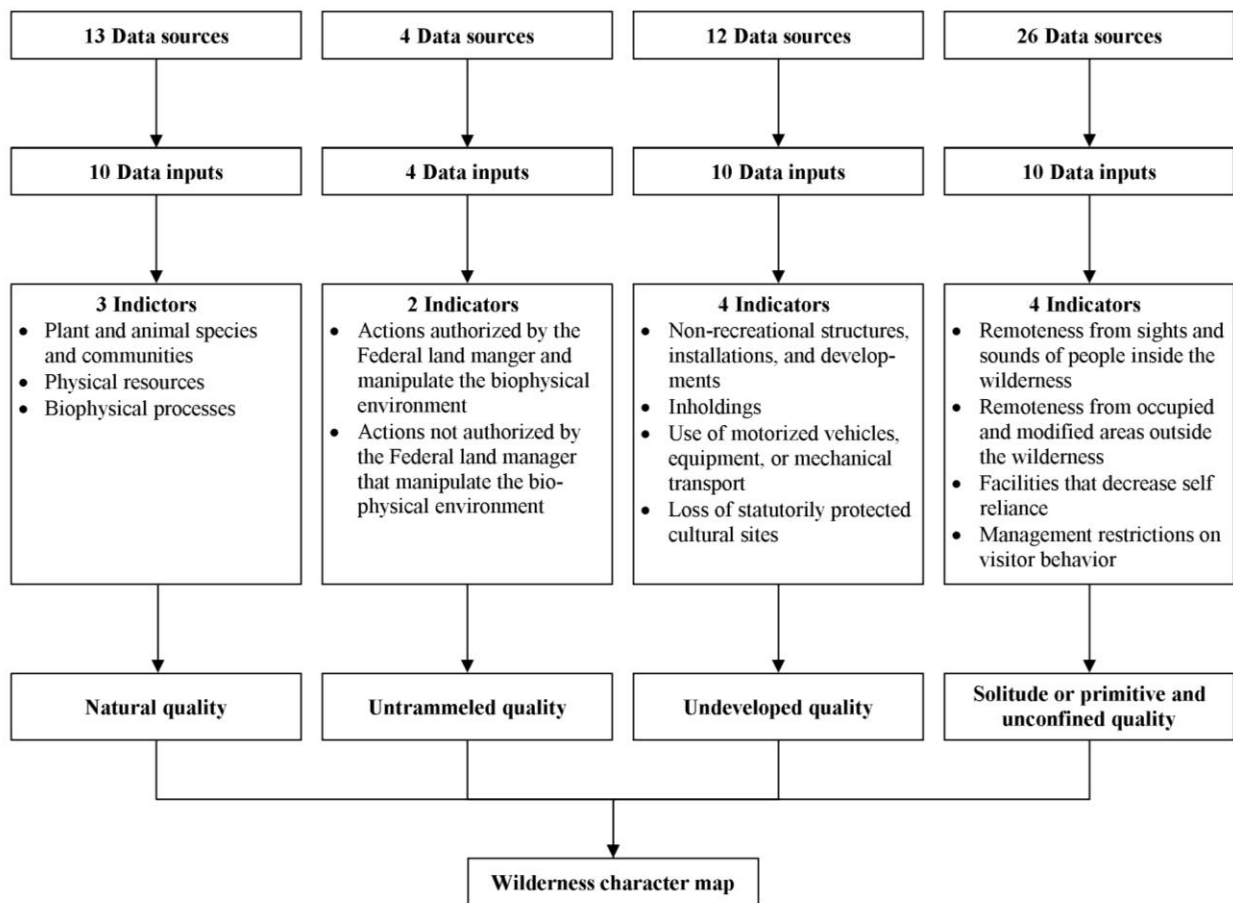 13 Data sources
4 Data sources
12 Data sources
26 Data sources
10 Data inputs
4 Data inputs
10 Data inputs
10 Data inputs
3 Indictors
• Plant and animal species
and communities
• Physical resources
• Biophysical processes
2 Indicators
• Actions authorized by the
Federal land manger and
manipulate the biophysical
environment
• Actions not authorized by
the Federal land manager
that manipulate the bio-
physical environment
4 Indicators
• Non-recreational structures,
installations, and develop-
ments
• Inholdings
• Use of motorized vehicles,
equipment, or mechanical
transport
• Loss of statutorily protected
cultural sites
4 Indicators
• Remoteness from sights and
sounds of people inside the
wilderness
• Remoteness from occupied
and modified areas outside
the wilderness
• Facilities that decrease self
reliance
• Management restrictions on
visitor behavior
Natural quality
Untrammeled quality
Undeveloped quality
Solitude or primitive and
unconfined quality
Wilderness character map